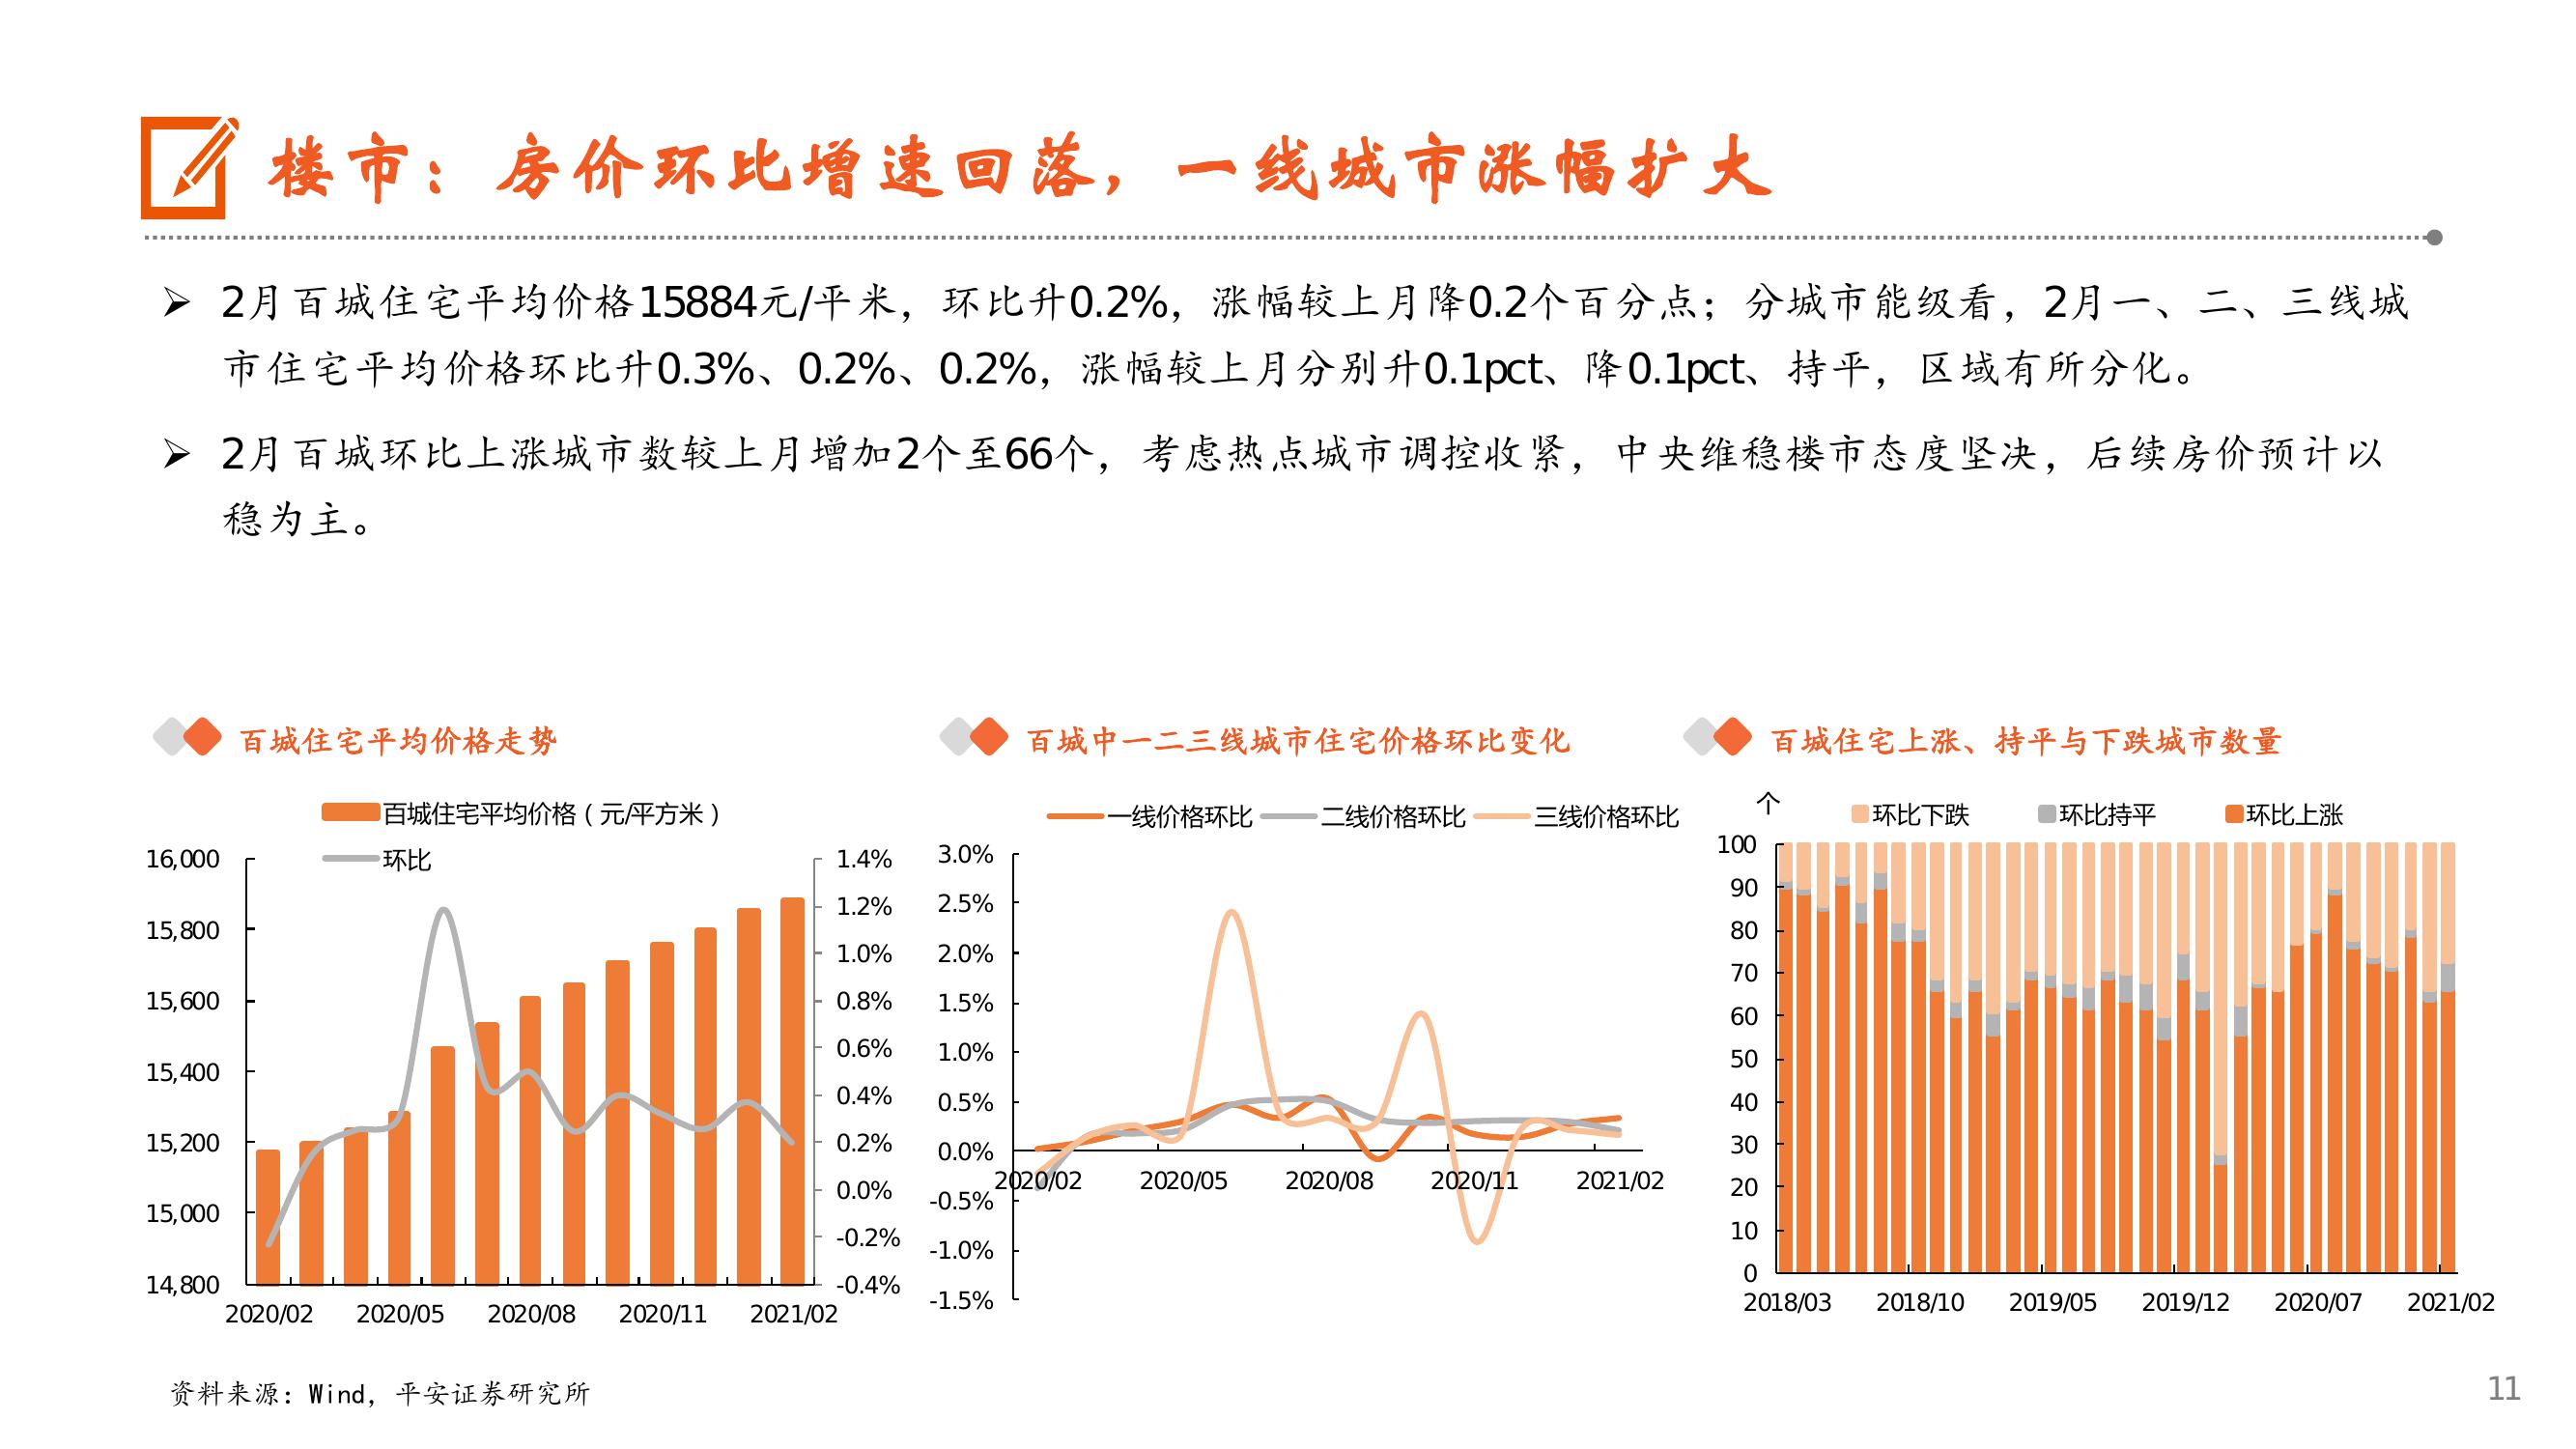 楼市：房价环比增速回落，一线城市涨幅扩大
➢ 2月百城住宅平均价格15884元/平米，环比升0.2%，涨幅较上月降0.2个百分点；分城市能级看，2月一、二、三线城
市住宅平均价格环比升0.3%、0.2%、0.2%，涨幅较上月分别升0.1pct、降0.1pct、持平，区域有所分化。
➢ 2月百城环比上涨城市数较上月增加2个至66个，考虑热点城市调控收紧，中央维稳楼市态度坚决，后续房价预计以
稳为主。
百城住宅平均价格走势
百城住宅平均价格（元/平方米）
环比
16,000
15,800
15,600
15,400
15,200
15,000
14,800
1.4%
1.2%
1.0%
0.8%
0.6%
0.4%
0.2%
0.0%
-0.2%
-0.4%
2020/02 2020/05 2020/08 2020/11 2021/02
百城中一二三线城市住宅价格环比变化
一线价格环比 二线价格环比 三线价格环比
3.0%
2.5%
2.0%
1.5%
1.0%
0.5%
0.0%
-0.5%
-1.0%
-1.5%
2020/02 2020/05 2020/08 2020/11 2021/02
百城住宅上涨、持平与下跌城市数量
个
环比下跌 环比持平 环比上涨
100
90
80
70
60
50
40
30
20
10
0
2018/03 2018/10 2019/05 2019/12 2020/07 2021/02
资料来源：Wind，平安证券研究所
11